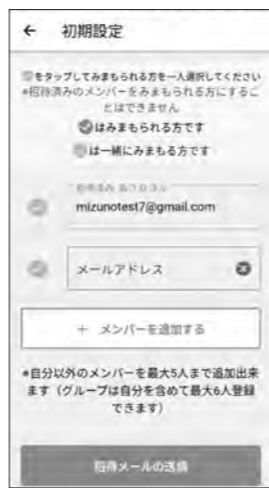 ← 初期設定
をタップしてみまもられる方を一人選択してください
*招待済みのメンバーをみまもられる方にするこ
とはできません
はみまもられる方です
は一緒にみまもる方です
mizunotest7@gmail.com
メールアドレス
+ メンバーを追加する
*自分以外のメンバーを最大5人まで追加出来
ます（グループは自分を含めて最大6人登録
できます）
招待メールの送信